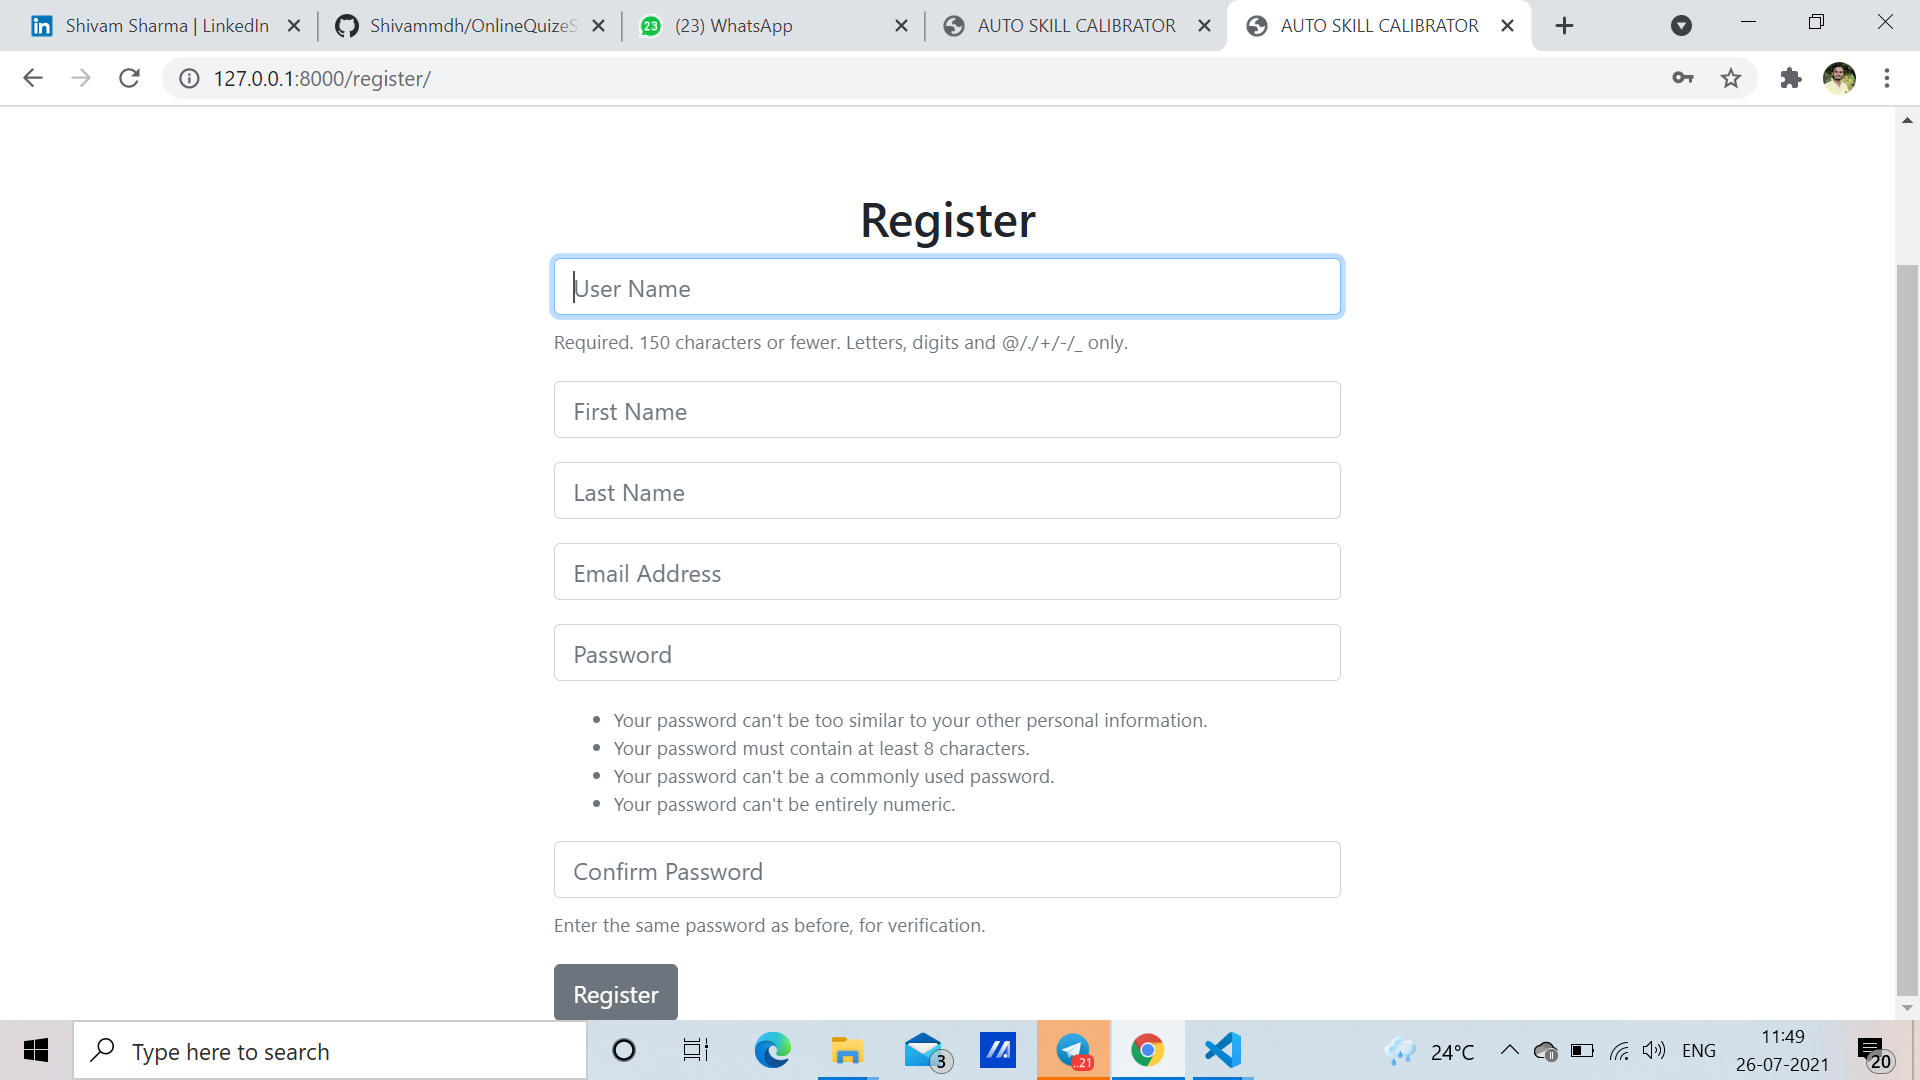 Shivam Sharma | LinkedIn
Shivammdh/OnlineQuizeS
23
(23) WhatsApp
AUTO SKILL CALIBRATOR
AUTO SKILL CALIBRATOR
127.0.0.1:8000/register/
Register
User Name
Required. 150 characters or fewer. Letters, digits and @/./+/-/_ only.
First Name
Last Name
Email Address
Password
Your password can't be too similar to your other personal information.
Your password must contain at least 8 characters.
Your password can't be a commonly used password.
Your password can't be entirely numeric.
Confirm Password
Enter the same password as before, for verification.
Register
Type here to search
3
..21
24°C
ENG
11:49
26-07-2021
20